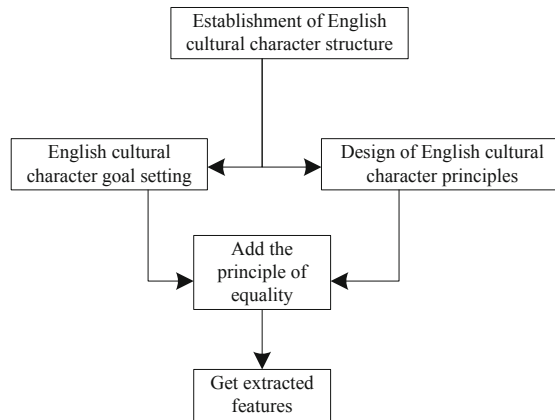 Establishment of English
cultural character structure
English cultural
character goal setting
Design of English cultural
character principles
Add the
principle of
equality
Get extracted
features